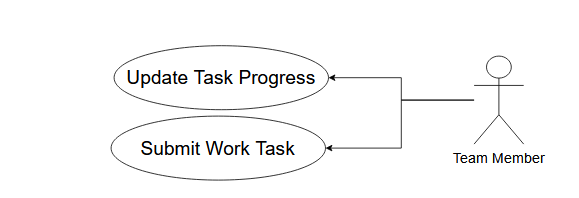 Update Task Progress
Submit Work Task
Team Member